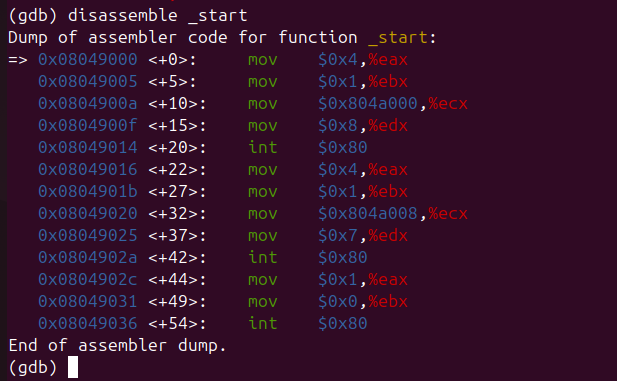 (gdb) disassemble _start
Dump of assembler code for function _start:
=> 0x08049000 <+0>:     mov    $0x4,%eax
   0x08049005 <+5>:     mov    $0x1,%ebx
   0x0804900a <+10>:    mov    $0x804a000,%ecx
   0x0804900f <+15>:    mov    $0x8,%edx
   0x08049014 <+20>:    int    $0x80
   0x08049016 <+22>:    mov    $0x4,%eax
   0x0804901b <+27>:    mov    $0x1,%ebx
   0x08049020 <+32>:    mov    $0x804a008,%ecx
   0x08049025 <+37>:    mov    $0x7,%edx
   0x0804902a <+42>:    int    $0x80
   0x0804902c <+44>:    mov    $0x1,%eax
   0x08049031 <+49>:    mov    $0x0,%ebx
   0x08049036 <+54>:    int    $0x80
End of assembler dump.
(gdb)